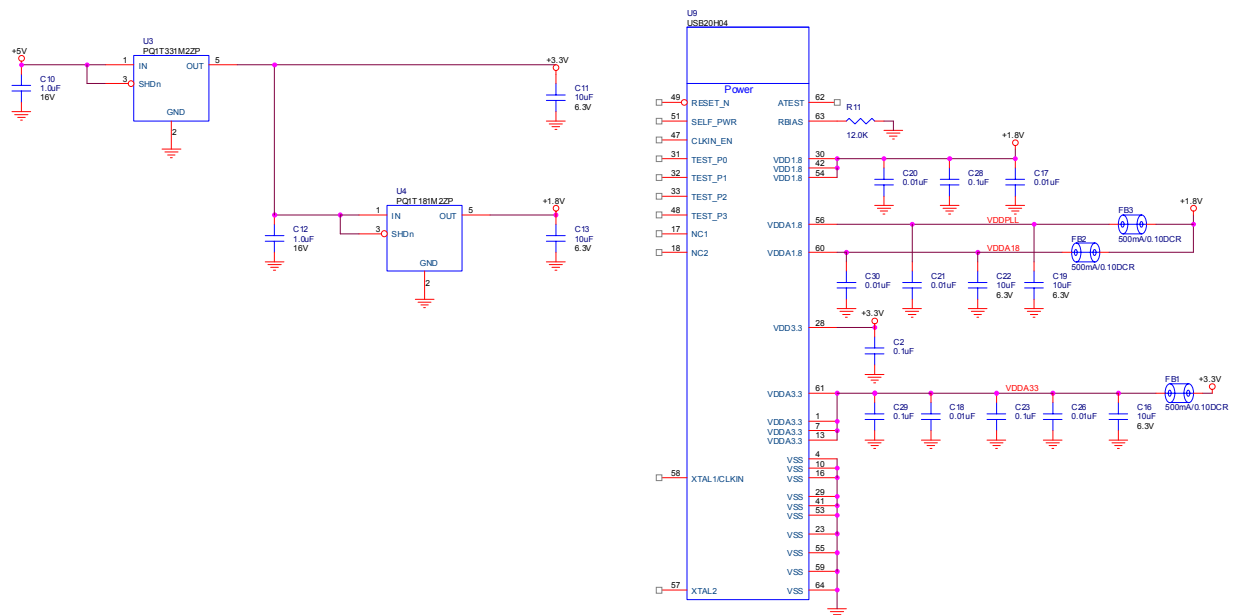 U3
PQ1T331M2ZP
+5V
1
IN
OUT
5
3
SHDn
GND
2
C10
1.0uF
16V
+3.3V
C11
10uF
6.3V
U4
PQ1T181M2ZP
1
IN
OUT
5
3
SHDn
GND
2
C12
1.0uF
16V
+1.8V
C13
10uF
6.3V
U9
USB20H04
Power
49
RESET_N
51
SELF_PWR
47
CLKIN_EN
31
TEST_P0
32
TEST_P1
33
TEST_P2
48
TEST_P3
17
NC1
18
NC2
58
XTAL1/CLKIN
57
XTAL2
ATEST
62
RBIAS
63
R11
12.0K
VDD1.8
30
VDD1.8
42
VDD1.8
54
+1.8V
C20
0.01uF
C28
0.1uF
C17
0.01uF
VDDA1.8
56
VDDPLL
FB3
500mA/0.10DCR
+1.8V
VDDA1.8
60
VDDA18
FB2
500mA/0.10DCR
C30
0.01uF
C21
0.01uF
C22
10uF
6.3V
C19
10uF
6.3V
VDD3.3
28
+3.3V
C2
0.1uF
VDDA3.3
61
VDDA33
FB1
500mA/0.10DCR
+3.3V
VDDA3.3
1
VDDA3.3
7
VDDA3.3
13
C29
0.1uF
C18
0.01uF
C23
0.1uF
C26
0.01uF
C16
10uF
6.3V
VSS
4
VSS
10
VSS
16
VSS
29
VSS
41
VSS
53
VSS
23
VSS
55
VSS
59
VSS
64